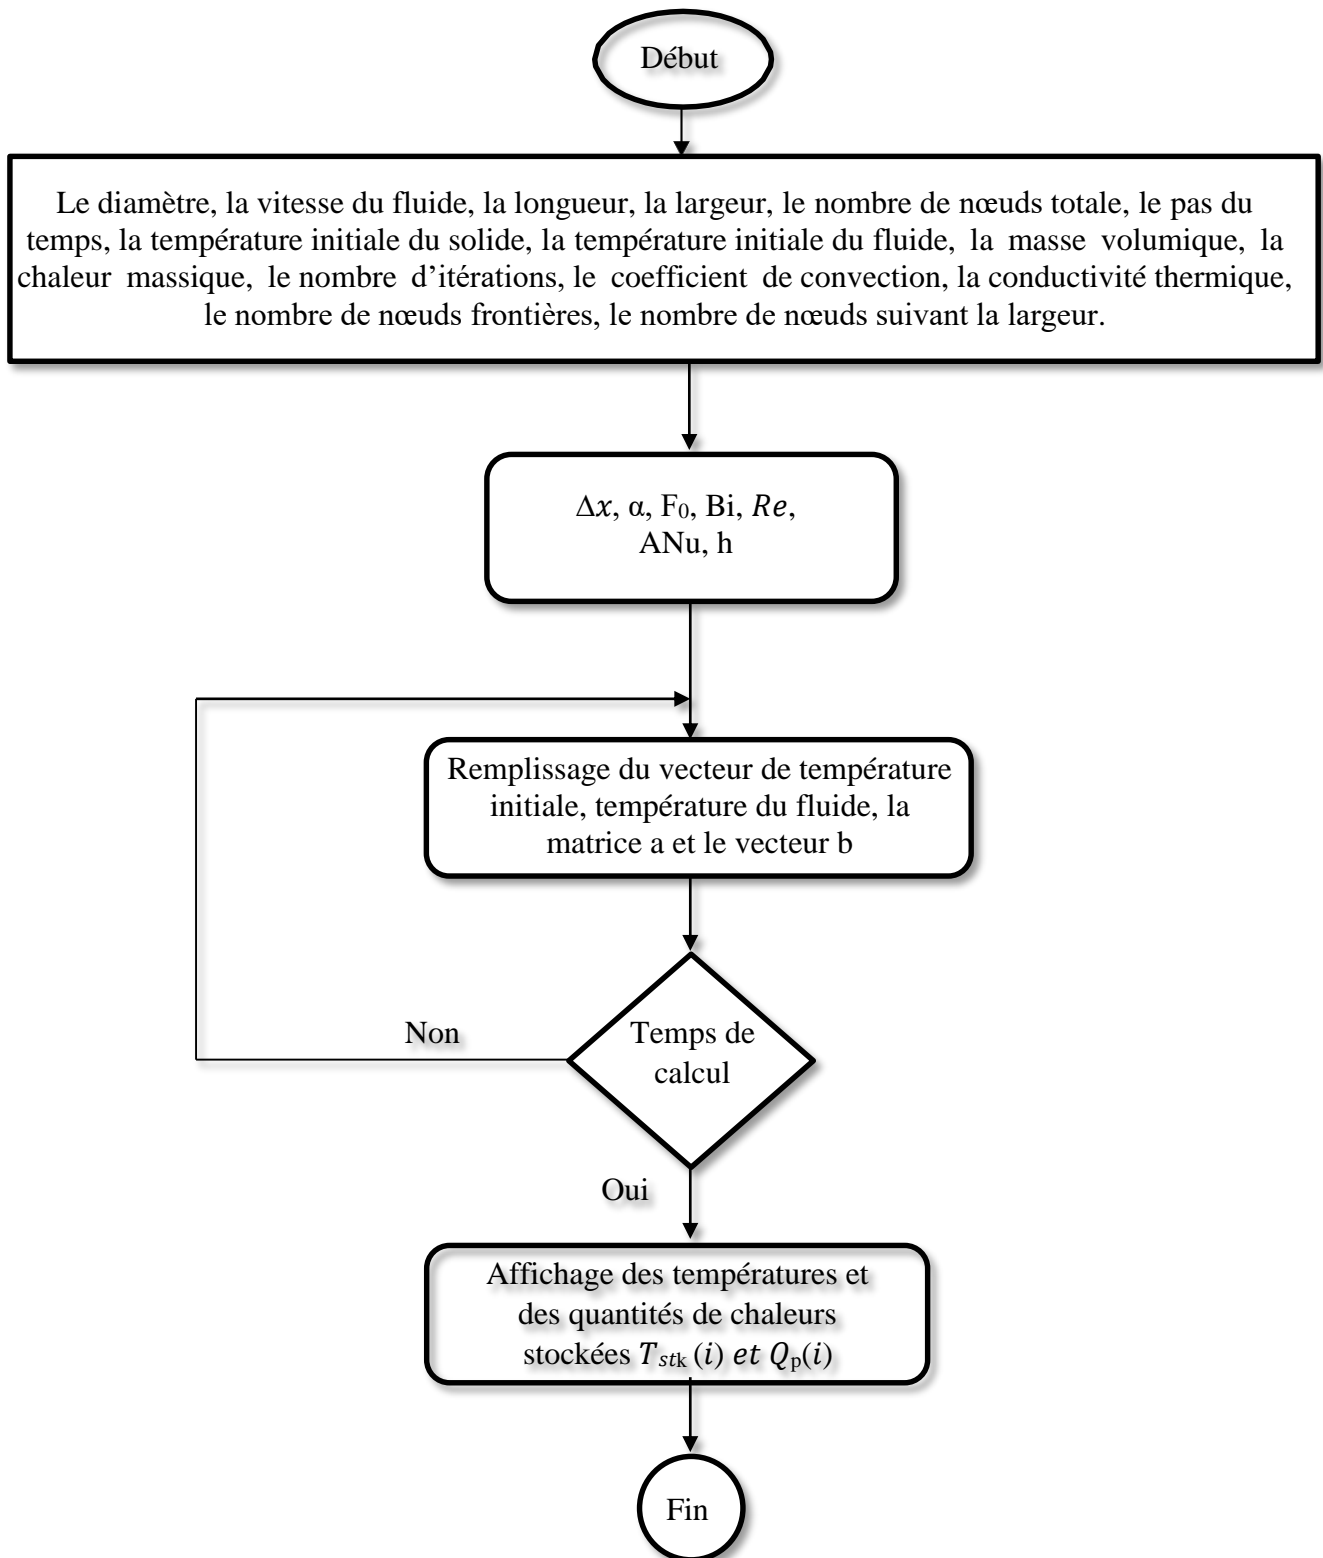 Début
Le diamètre, la vitesse du fluide, la longueur, la largeur, le nombre de nœuds totale, le pas du
temps, la température initiale du solide, la température initiale du fluide, la masse volumique, la
chaleur massique, le nombre d’itérations, le coefficient de convection, la conductivité thermique,
le nombre de nœuds frontières, le nombre de nœuds suivant la largeur.
Δx, α, F₀, Bi, Re,
ANu, h
Remplissage du vecteur de température
initiale, température du fluide, la
matrice a et le vecteur b
Non
Temps de
calcul
Oui
Affichage des températures et
des quantités de chaleurs
stockées Tstk (i) et Qp(i)
Fin